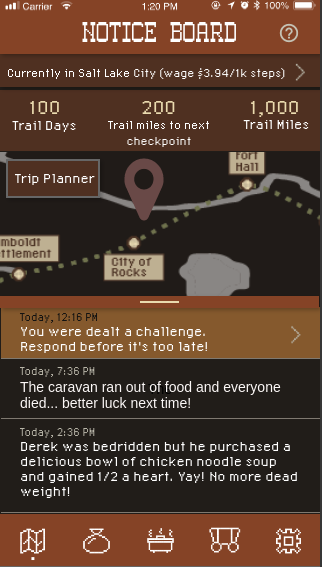 Carrier 1:20 PM 100%
NOTICE BOARD
?
Currently in Salt Lake City (wage $3.94/1k steps)
100 200 1,000
Trail Days Trail miles to next Trail Miles
checkpoint
Fort
Hall
Trip Planner
mboldt
ttlement
City of
Rocks
Today, 12:16 PM
You were dealt a challenge.
Respond before it's too late!
Today, 7:36 PM
The caravan ran out of food and everyone
died... better luck next time!
Today, 2:36 PM
Derek was bedridden but he purchased a
delicious bowl of chicken noodle soup
and gained 1/2 a heart. Yay! No more dead
weight!